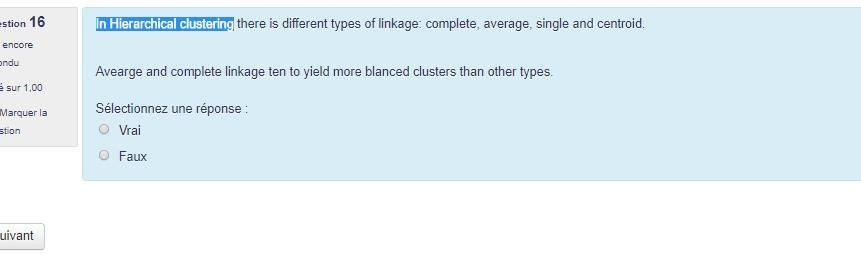 estion 16
encore
ondu
é sur 1,00
Marquer la
stion
In Hierarchical clustering there is different types of linkage: complete, average, single and centroid.
Avearge and complete linkage ten to yield more blanced clusters than other types.
Sélectionnez une réponse :
Vrai
Faux
uivant